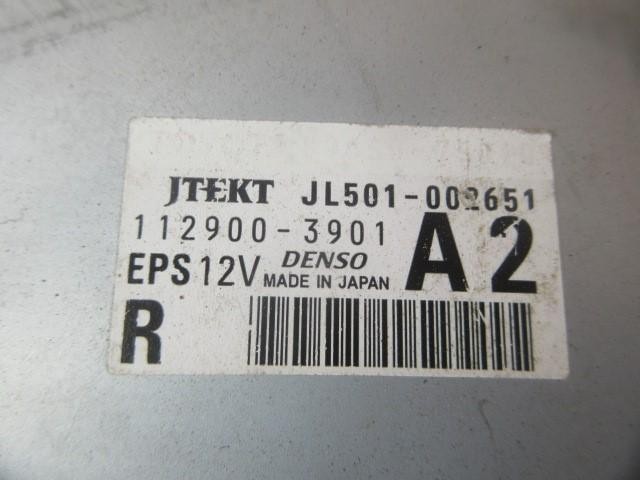 JTEKT JL501-002651
112900-3901
EPS 12V DENSO A2
MADE IN JAPAN
R